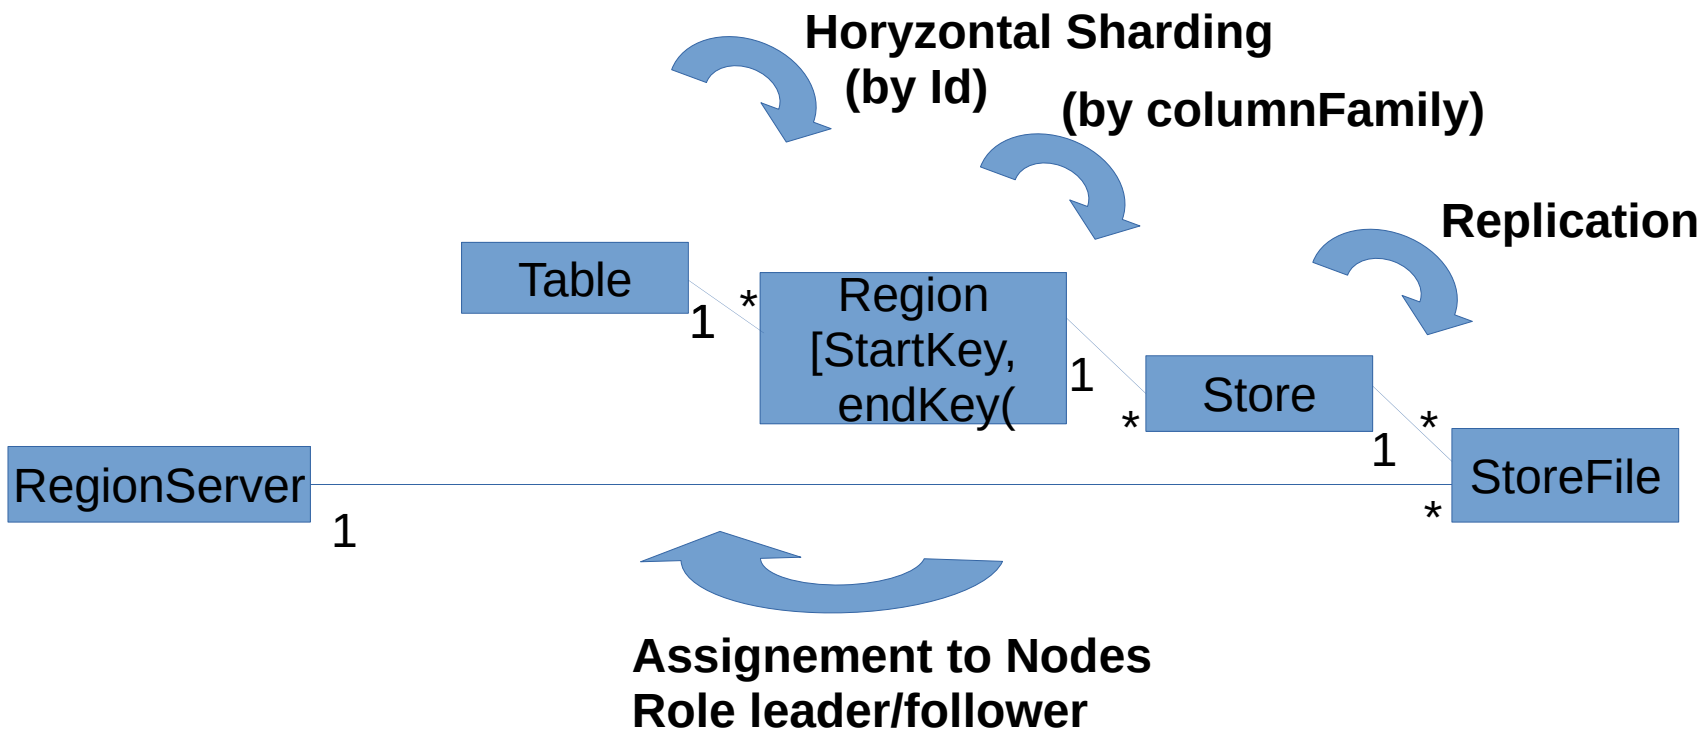 Horyzontal Sharding
(by Id)
(by columnFamily)
Replication
Table
1
*
Region
[StartKey,
endKey(
1
*
Store
1
*
StoreFile
RegionServer
1
*
Assignement to Nodes
Role leader/follower